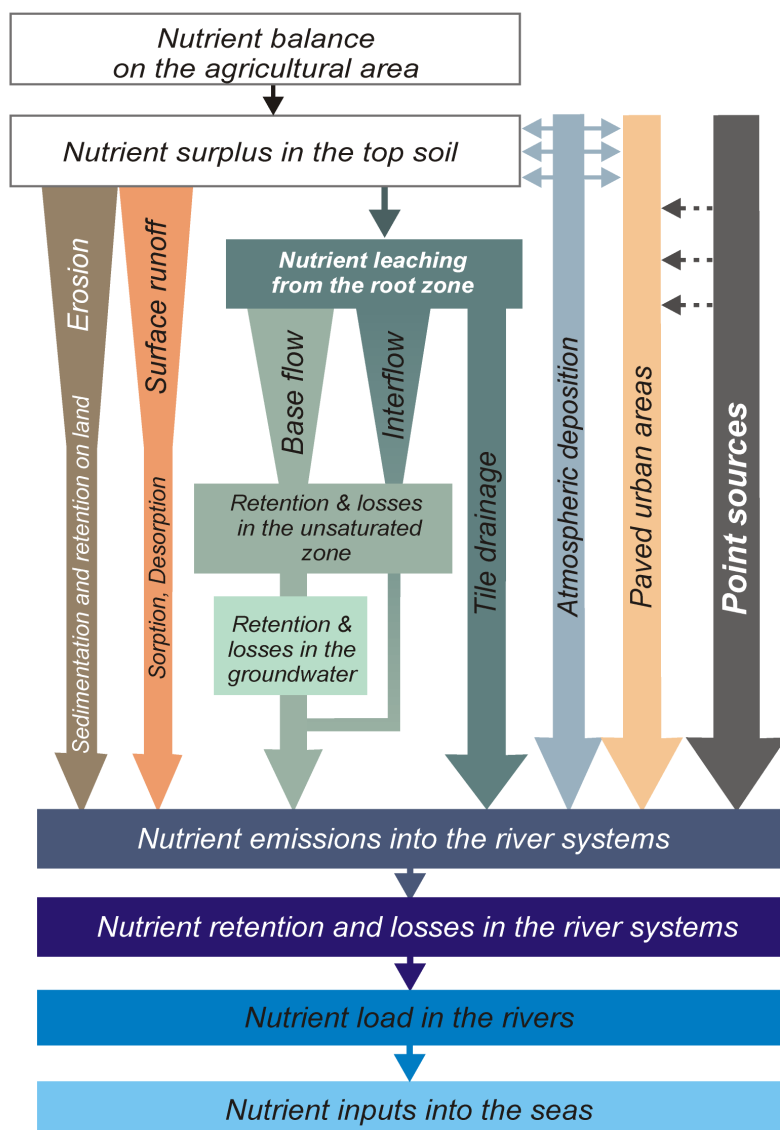 Nutrient balance
on the agricultural area
Nutrient surplus in the top soil
Erosion
Sedimentation and retention on land
Surface runoff
Sorption, Desorption
Nutrient leaching
from the root zone
Base flow
Interflow
Retention & losses
in the unsaturated
zone
Retention &
losses in the
groundwater
Tile drainage
Atmospheric deposition
Paved urban areas
Point sources
Nutrient emissions into the river systems
Nutrient retention and losses in the river systems
Nutrient load in the rivers
Nutrient inputs into the seas